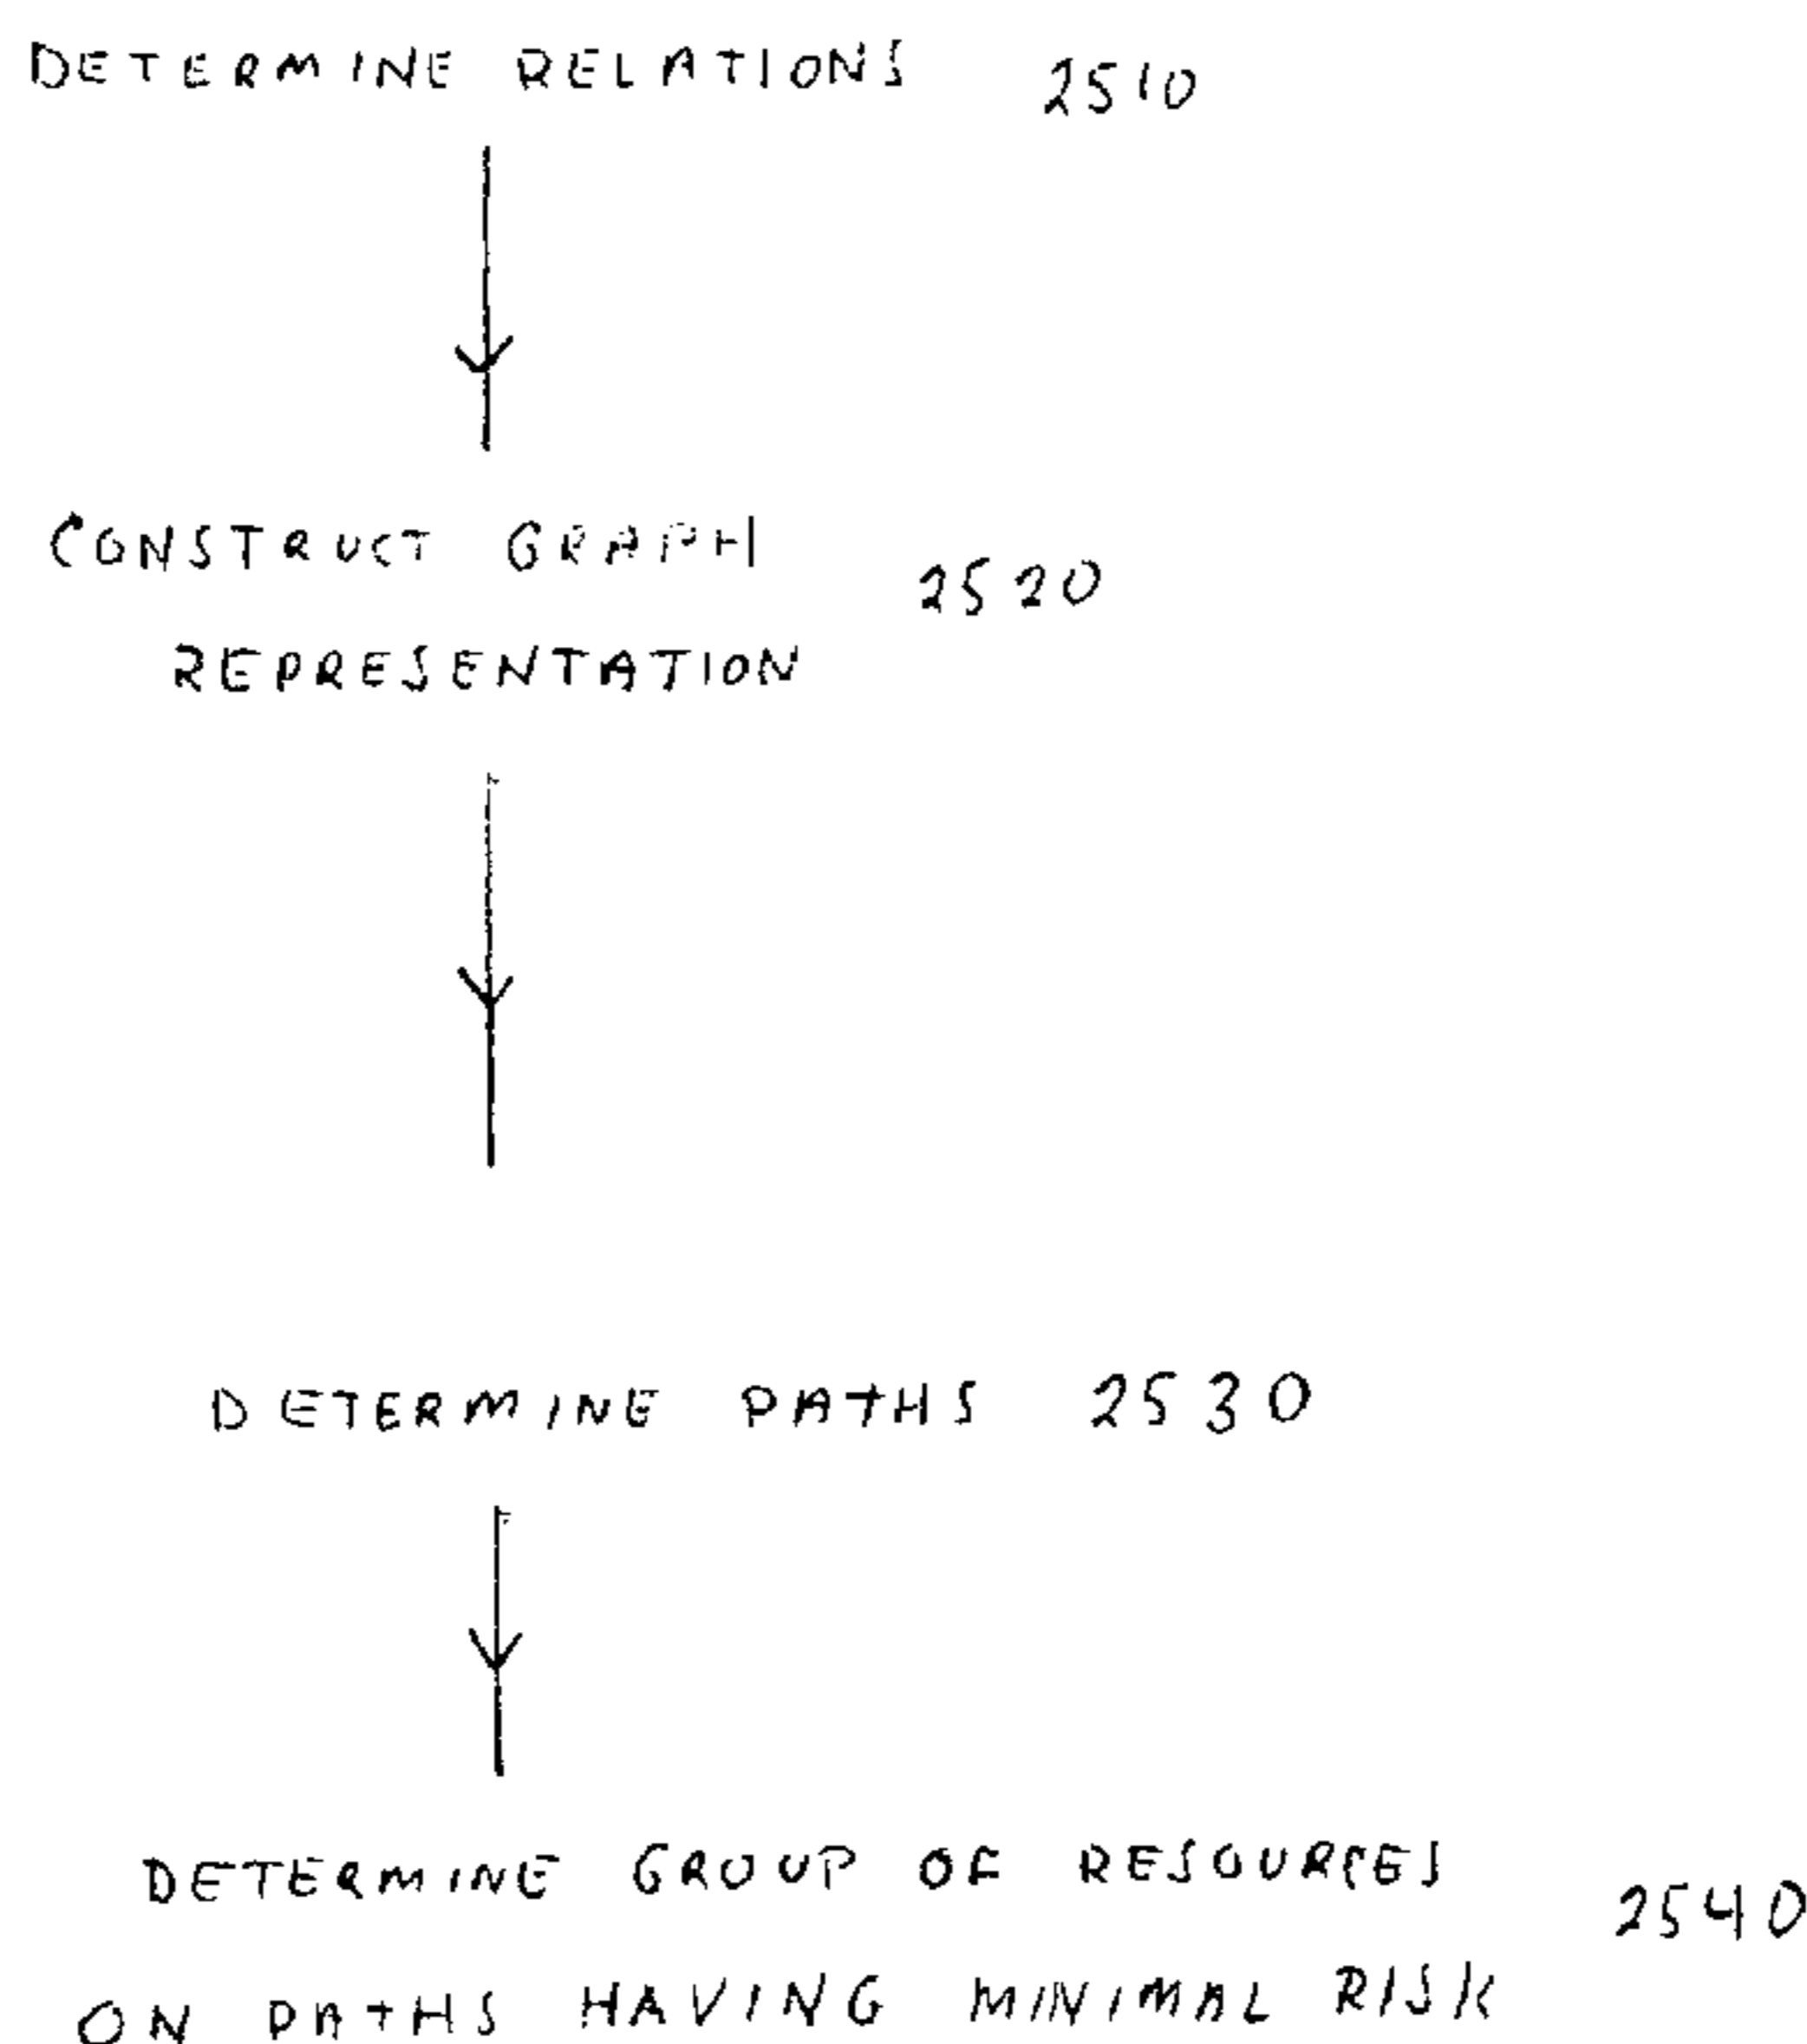 DETERMINE RELATIONS 2510
CONSTRUCT GRAPH 2520
REPRESENTATION
DETERMINE PATHS 2530
DETERMINE GROUP OF RESOURCES 2540
ON PATHS HAVING MINIMAL RISK